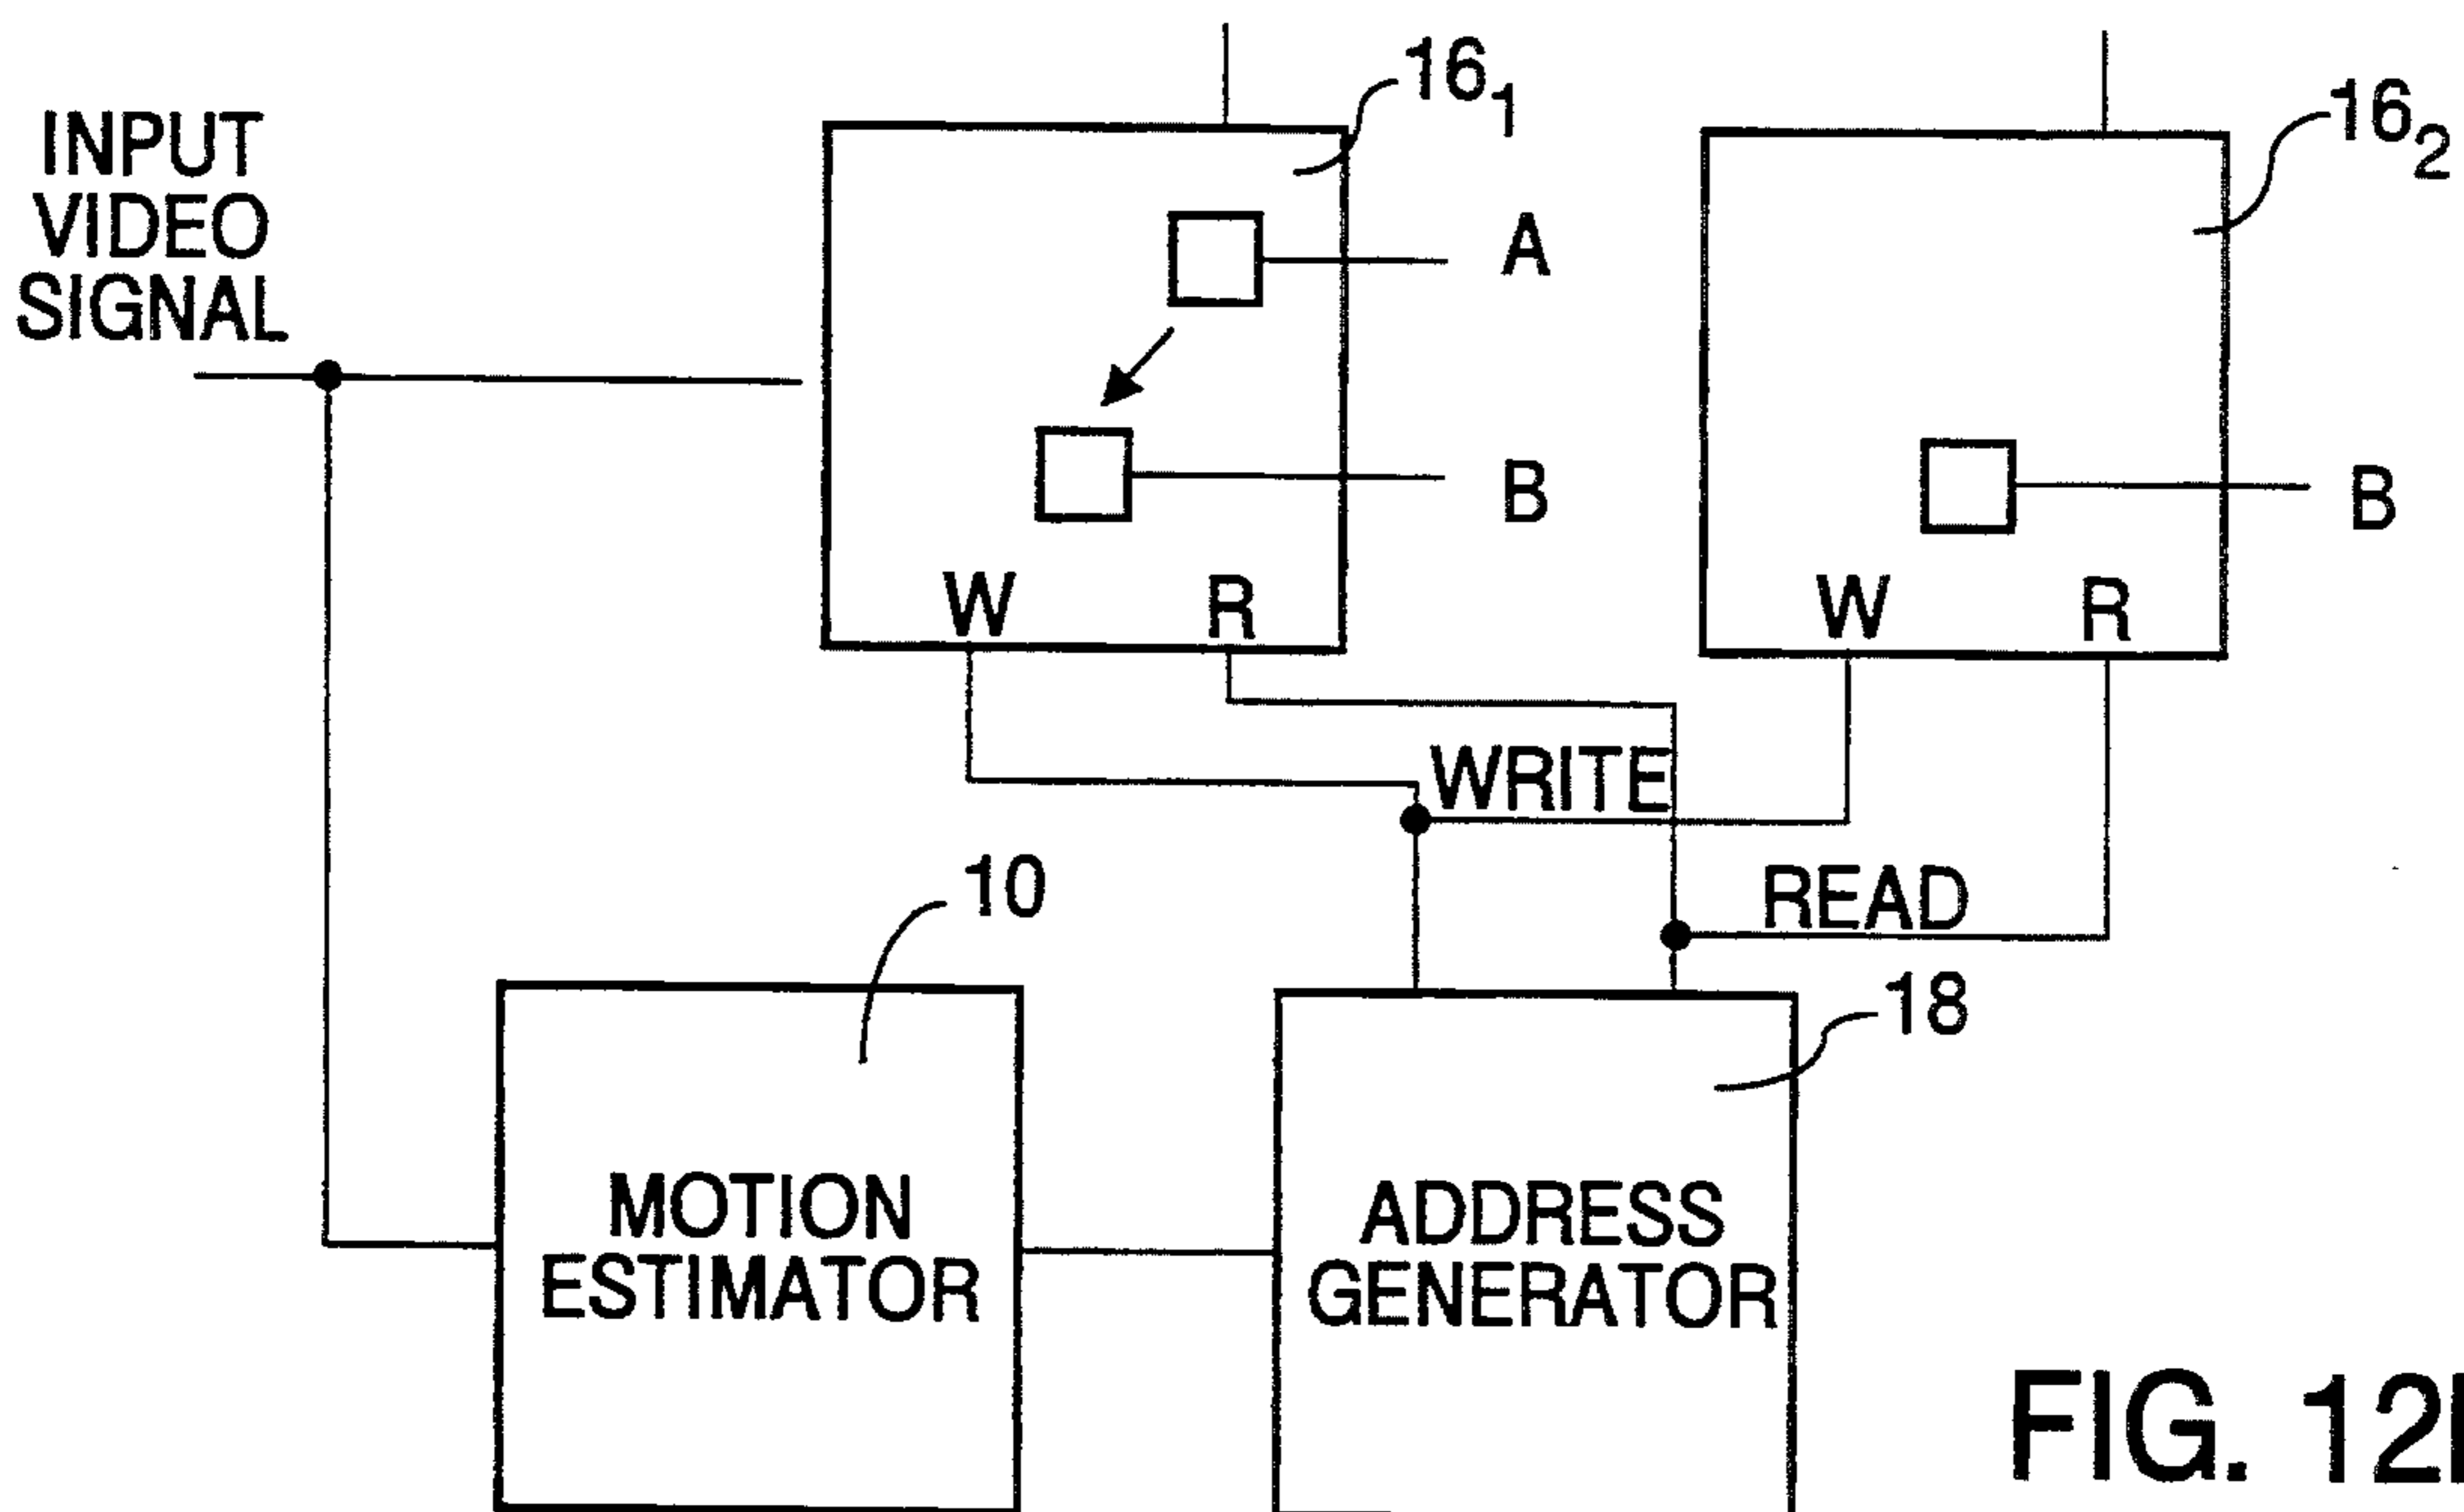 INPUT
VIDEO
SIGNAL
16₁
16₂
A
B
B
W R
W R
WRITE
READ
10
18
MOTION
ESTIMATOR
ADDRESS
GENERATOR
FIG. 12